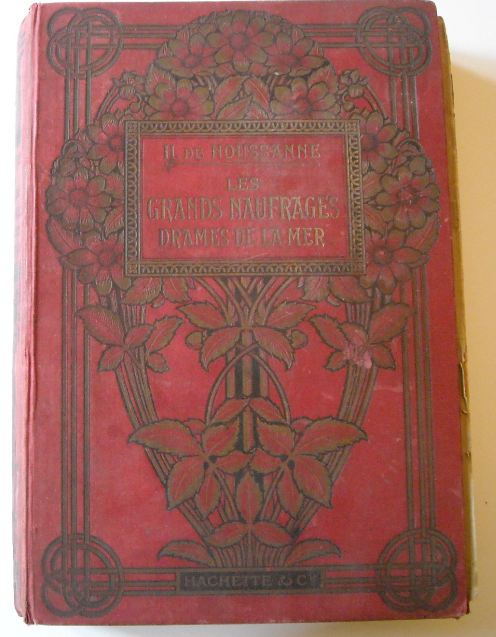 H. DE NOUSSANNE
LES
GRANDS NAUFRAGES
DRAMES DE LA MER
HACHETTE & Cie